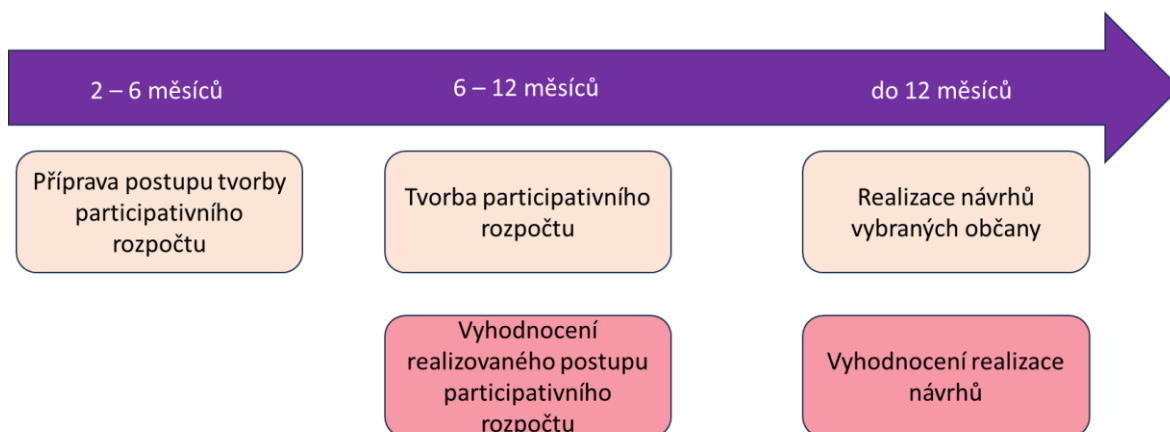 2 – 6 měsíců
6 – 12 měsíců
do 12 měsíců
Příprava postupu tvorby
participativního
rozpočtu
Tvorba participativního
rozpočtu
Realizace návrhů
vybraných občany
Vyhodnocení
realizovaného postupu
participativního
rozpočtu
Vyhodnocení realizace
návrhů